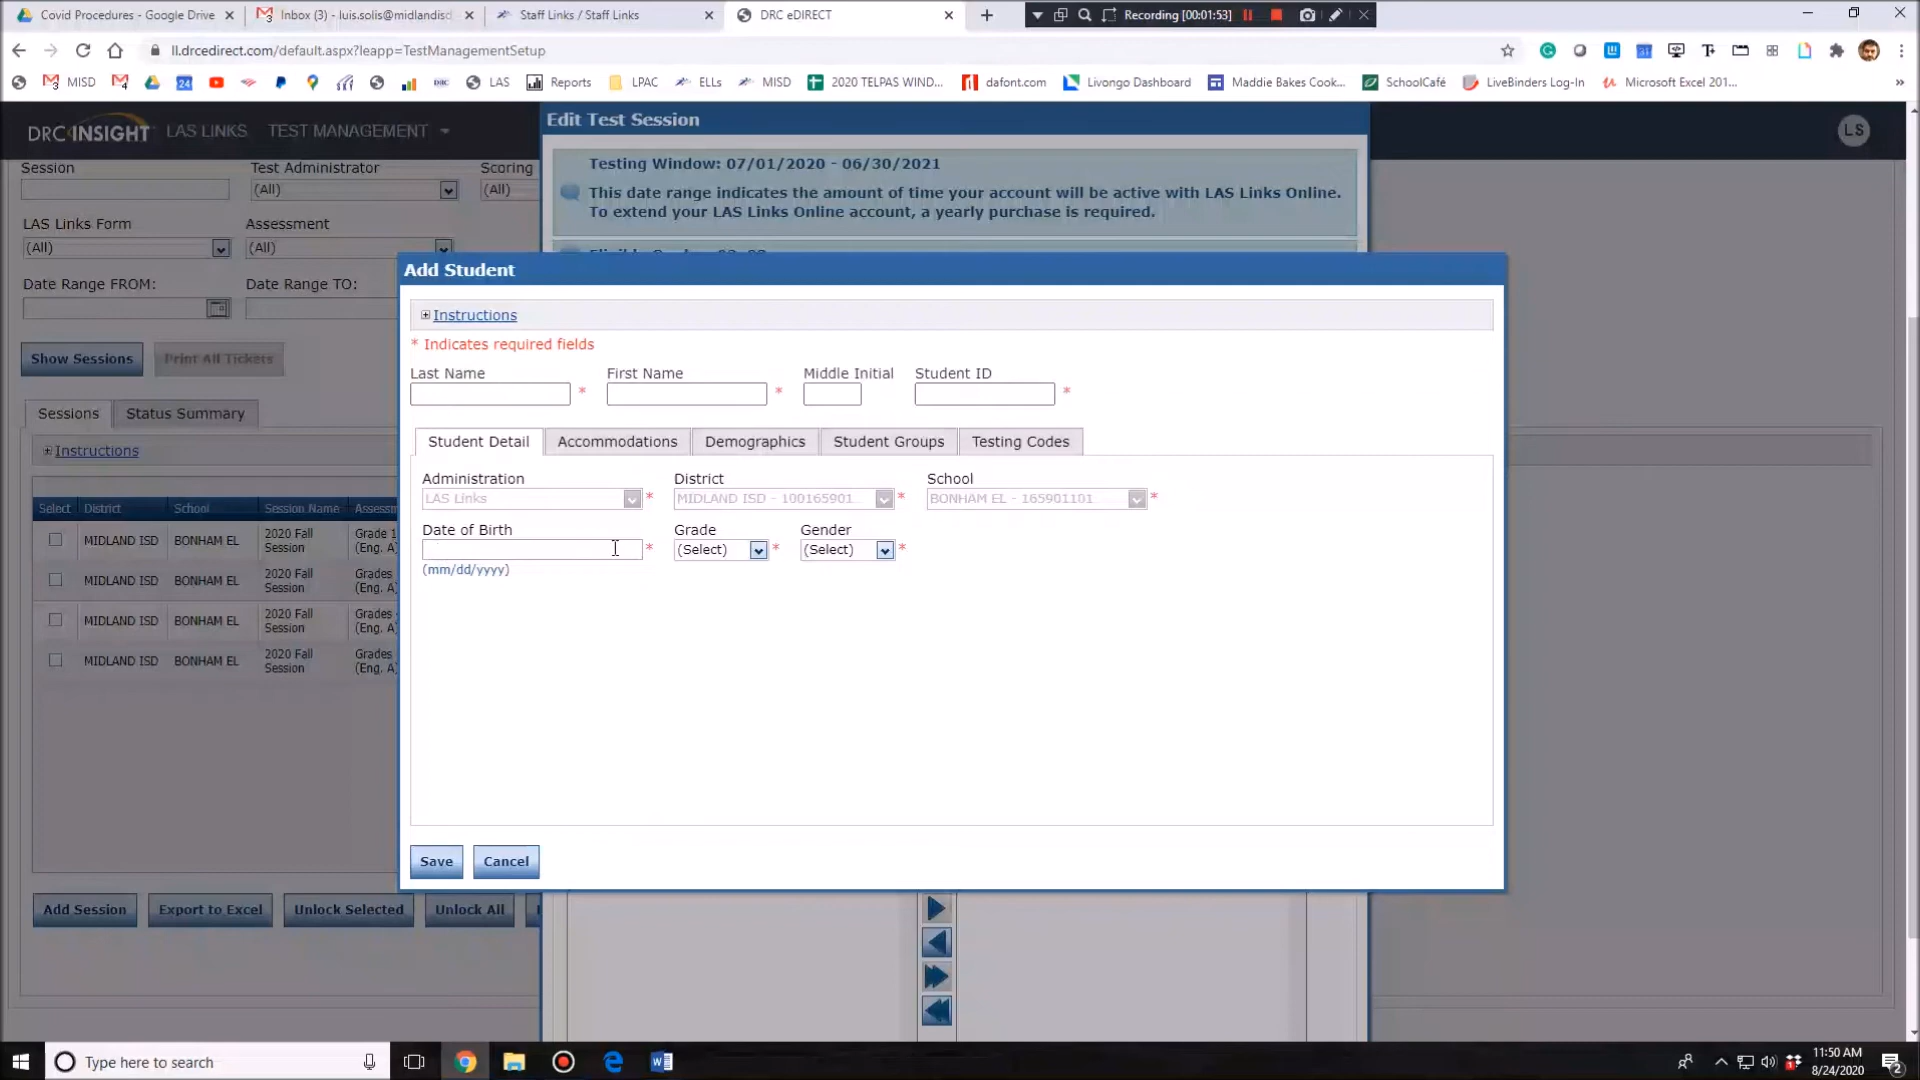 Covid Procedures - Google Drive
Inbox (3) - luis.solis@midlandisd
Staff Links / Staff Links
DRC eDIRECT
Recording [00:01:53]
ll.drcedirect.com/default.aspx?leapp=TestManagementSetup
MISD
LAS
Reports
LPAC
ELLs
MISD
2020 TELPAS WIND...
dafont.com
Livongo Dashboard
Maddie Bakes Cook...
SchoolCafé
LiveBinders Log-In
Microsoft Excel 201...
DRC INSIGHT LAS LINKS TEST MANAGEMENT
LS
Edit Test Session
Testing Window: 07/01/2020 - 06/30/2021
This date range indicates the amount of time your account will be active with LAS Links Online.
To extend your LAS Links Online account, a yearly purchase is required.
Session
Test Administrator
Scoring
(All)
(All)
LAS Links Form
Assessment
(All)
(All)
Date Range FROM:
Date Range TO:
Show Sessions
Print All Tickets
Sessions
Status Summary
Instructions
Select District School Session Name Assess
MIDLAND ISD BONHAM EL 2020 Fall Session Grade 1 (Eng. A)
MIDLAND ISD BONHAM EL 2020 Fall Session Grades (Eng. A)
MIDLAND ISD BONHAM EL 2020 Fall Session Grades (Eng. A)
MIDLAND ISD BONHAM EL 2020 Fall Session Grades (Eng. A)
Add Session
Export to Excel
Unlock Selected
Unlock All
Add Student
Instructions
* Indicates required fields
Last Name
First Name
Middle Initial
Student ID
*
*
*
Student Detail
Accommodations
Demographics
Student Groups
Testing Codes
Administration
District
School
LAS Links *
MIDLAND ISD - 100165901 *
BONHAM EL - 165901101 *
Date of Birth
Grade
Gender
*
(Select) *
(Select) *
(mm/dd/yyyy)
Save
Cancel
Type here to search
11:50 AM
8/24/2020
2